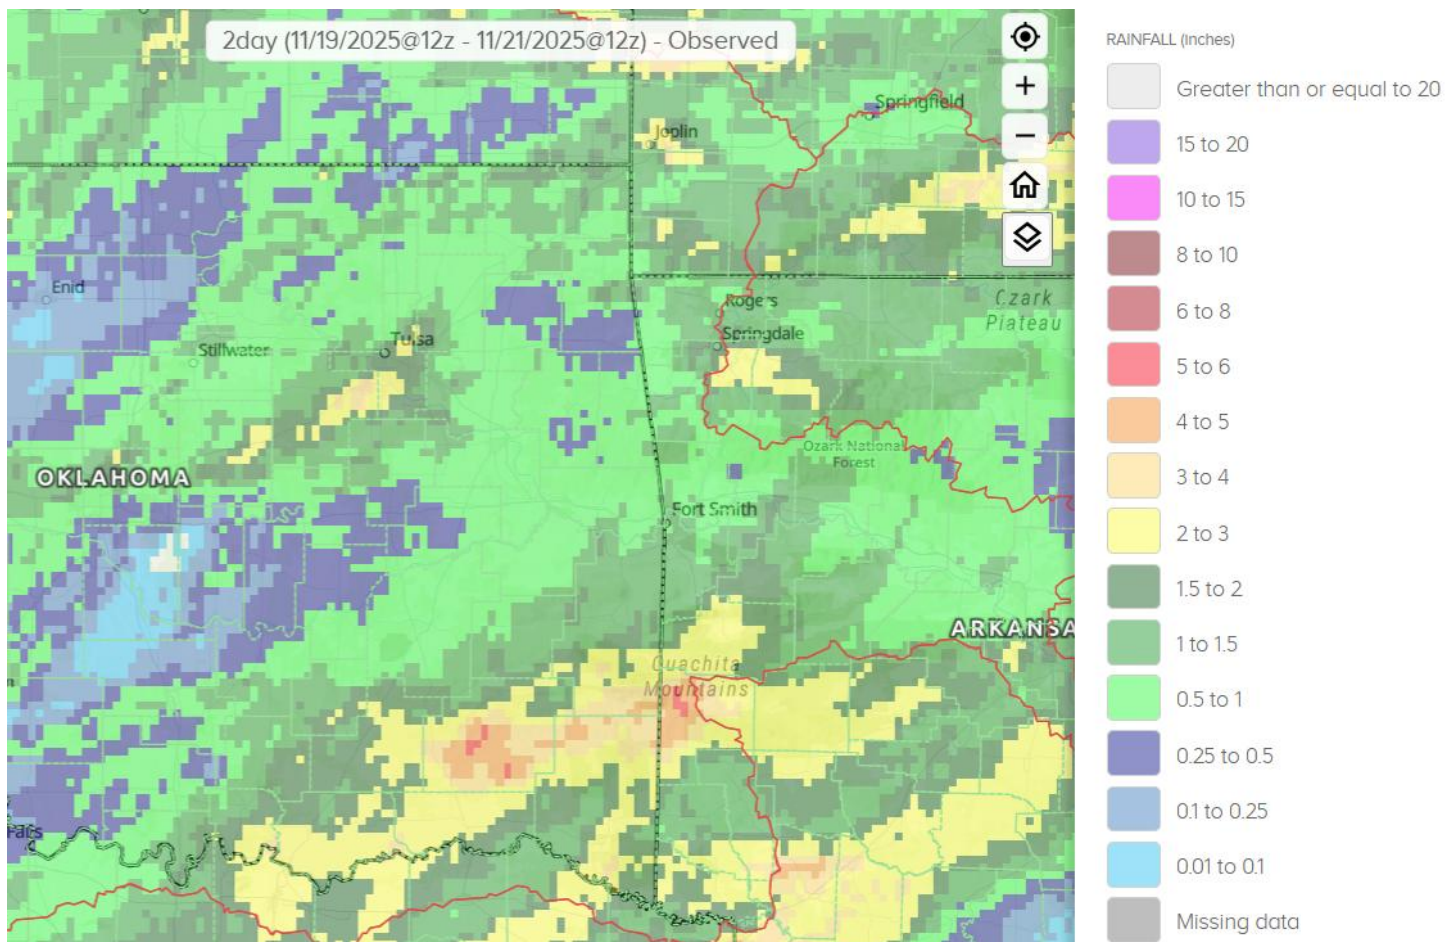 2day (11/19/2025@12z - 11/21/2025@12z) - Observed
+
−
Springfield
Joplin
Enid
Rogers
Springdale
Czark
Piateau
Stillwater
Tulsa
OKLAHOMA
Ozark National
Forest
Fort Smith
ARKANSA
Ouachita
Mountains
RAINFALL (Inches)
Greater than or equal to 20
15 to 20
10 to 15
8 to 10
6 to 8
5 to 6
4 to 5
3 to 4
2 to 3
1.5 to 2
1 to 1.5
0.5 to 1
0.25 to 0.5
0.1 to 0.25
0.01 to 0.1
Missing data